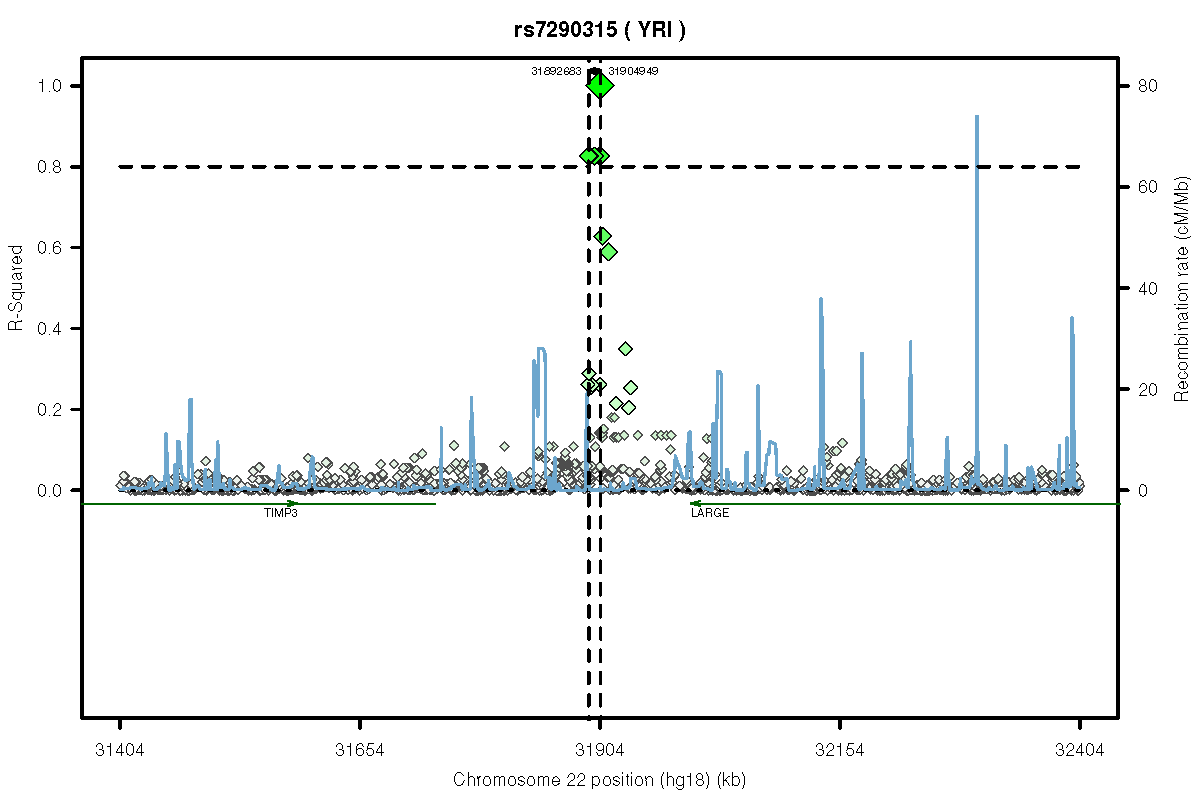 rs7290315 ( YRI )
31892683 31904949
1.0
0.8
0.6
0.4
0.2
0.0
R-Squared
80
60
40
20
0
Recombination rate (cM/Mb)
TIMP3
LARGE
31404 31654 31904 32154 32404
Chromosome 22 position (hg18) (kb)